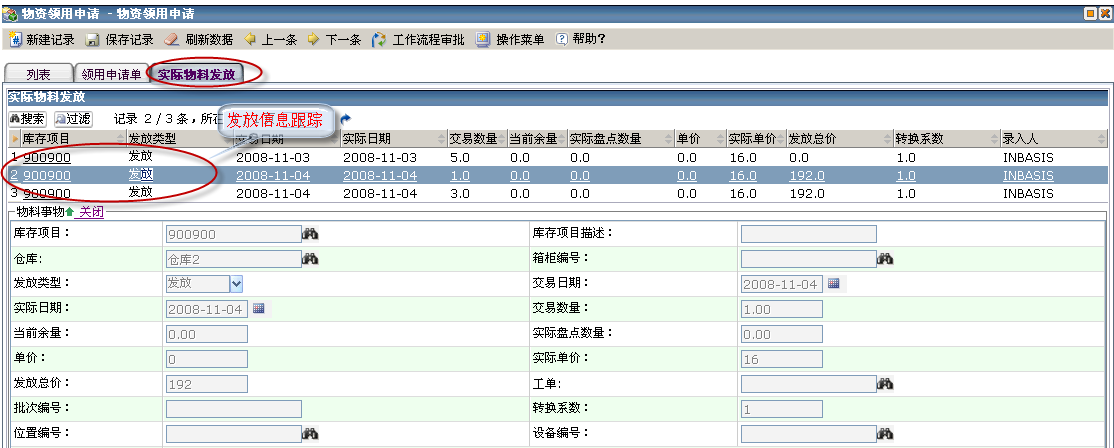 物资领用申请 - 物资领用申请
新建记录 保存记录 刷新数据 上一条 下一条 工作流程审批 操作菜单 帮助?
列表 领用申请单 实际物料发放
实际物料发放
搜索 过滤 记录 2 / 3 条，所在
发放信息跟踪
库存项目 发放类型 交易日期 实际日期 交易数量 当前余量 实际盘点数量 单价 实际单价 发放总价 转换系数 录入人
1 900900 发放 2008-11-03 2008-11-03 5.0 0.0 0.0 0.0 16.0 0.0 1.0 INBASIS
2 900900 发放 2008-11-04 2008-11-04 1.0 0.0 0.0 0.0 16.0 192.0 1.0 INBASIS
3 900900 发放 2008-11-04 2008-11-04 3.0 0.0 0.0 0.0 16.0 192.0 1.0 INBASIS
物料事物 关闭
库存项目： 900900 库存项目描述：
仓库: 仓库2 箱柜编号：
发放类型： 发放 交易日期： 2008-11-04
实际日期： 2008-11-04 交易数量： 1.00
当前余量： 0.00 实际盘点数量： 0.00
单价： 0 实际单价： 16
发放总价： 192 工单:
批次编号： 转换系数： 1
位置编号： 设备编号：